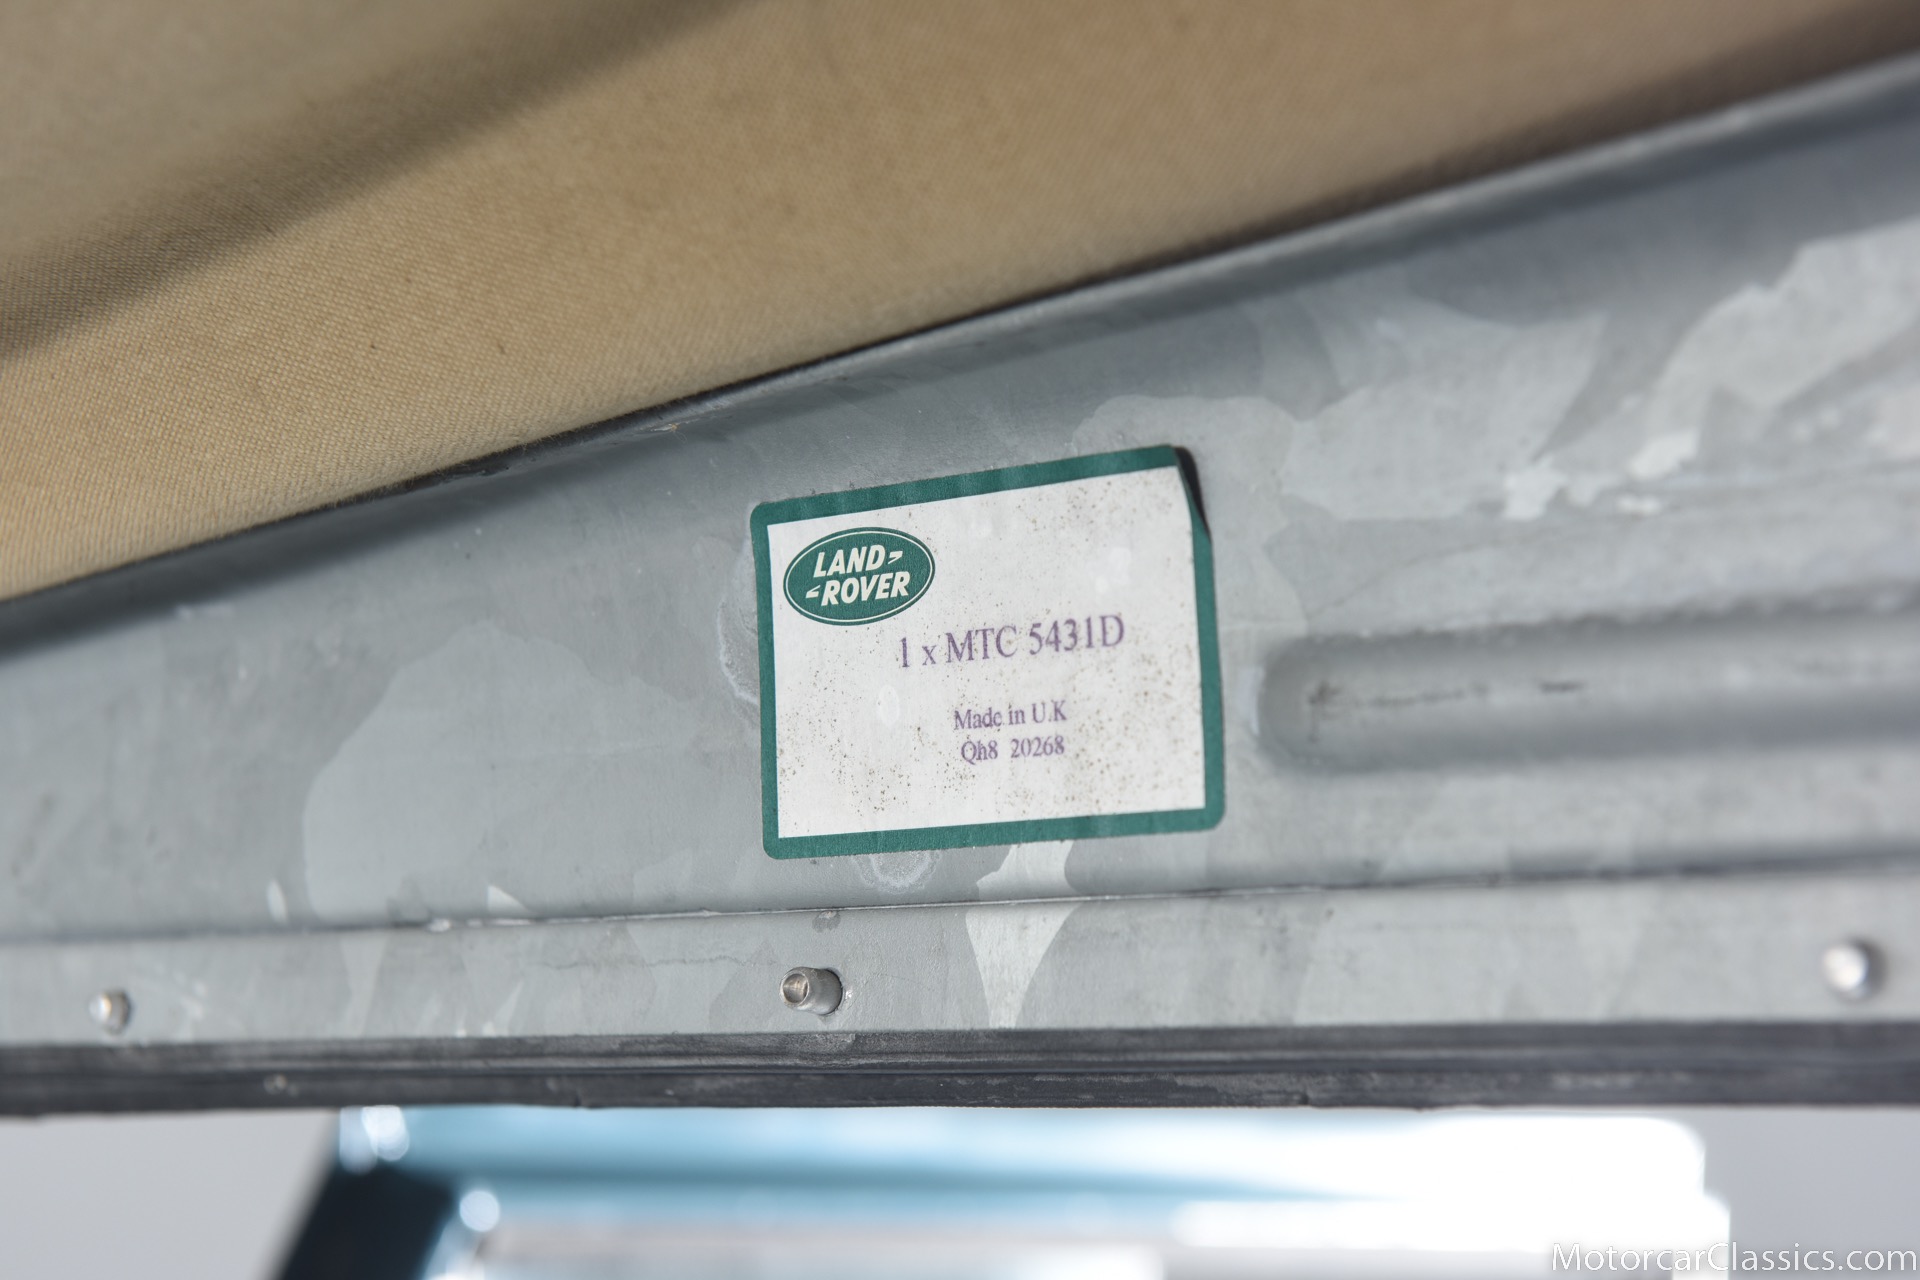 LAND-
-ROVER
1 x MTC 5431D
Made in U.K
Qh8 20268
MotorcarClassics.com